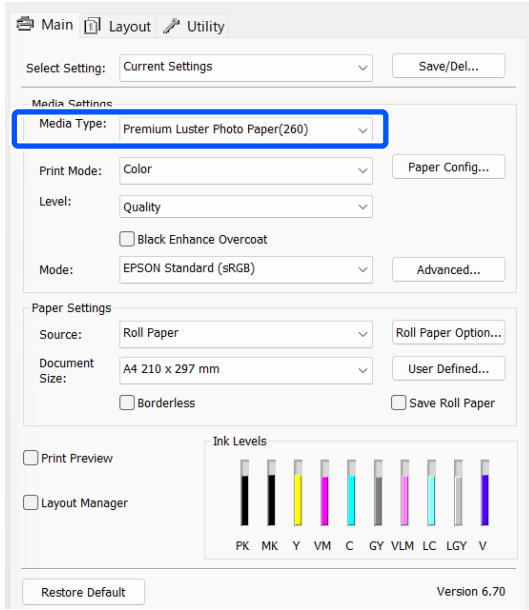 Main Layout Utility
Select Setting: Current Settings Save/Del...
Media Settings
Media Type: Premium Luster Photo Paper(260)
Print Mode: Color Paper Config...
Level: Quality
Black Enhance Overcoat
Mode: EPSON Standard (sRGB) Advanced...
Paper Settings
Source: Roll Paper Roll Paper Option...
Document
Size: A4 210 x 297 mm User Defined...
Borderless Save Roll Paper
Ink Levels
Print Preview
Layout Manager
PK MK Y VM C GY VLM LC LGY V
Restore Default Version 6.70